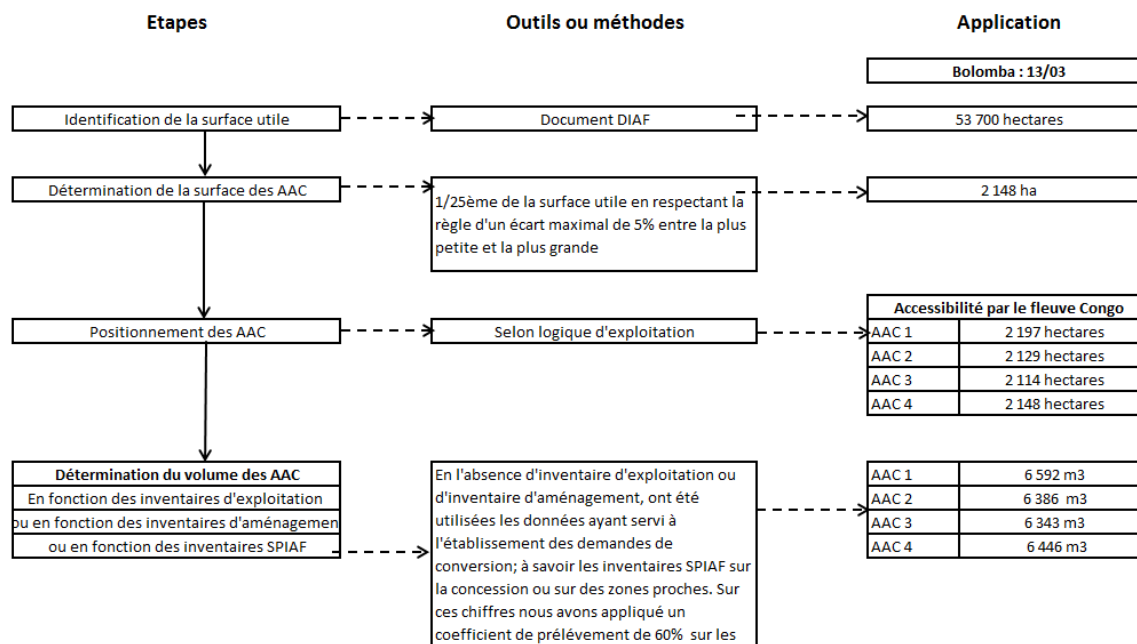 Etapes
Outils ou méthodes
Application
Bolomba : 13/03
Identification de la surface utile
Document DIAF
53 700 hectares
Détermination de la surface des AAC
1/25ème de la surface utile en respectant la
règle d'un écart maximal de 5% entre la plus
petite et la plus grande
2 148 ha
Positionnement des AAC
Selon logique d'exploitation
Accessibilité par le fleuve Congo
AAC 1 2 197 hectares
AAC 2 2 129 hectares
AAC 3 2 114 hectares
AAC 4 2 148 hectares
Détermination du volume des AAC
En fonction des inventaires d'exploitation
ou en fonction des inventaires d'aménagemen
ou en fonction des inventaires SPIAF
En l'absence d'inventaire d'exploitation ou
d'inventaire d'aménagement, ont été
utilisées les données ayant servi à
l'établissement des demandes de
conversion; à savoir les inventaires SPIAF sur
la concession ou sur des zones proches. Sur
ces chiffres nous avons appliqué un
coefficient de prélévement de 60% sur les
AAC 1 6 592 m3
AAC 2 6 386 m3
AAC 3 6 343 m3
AAC 4 6 446 m3